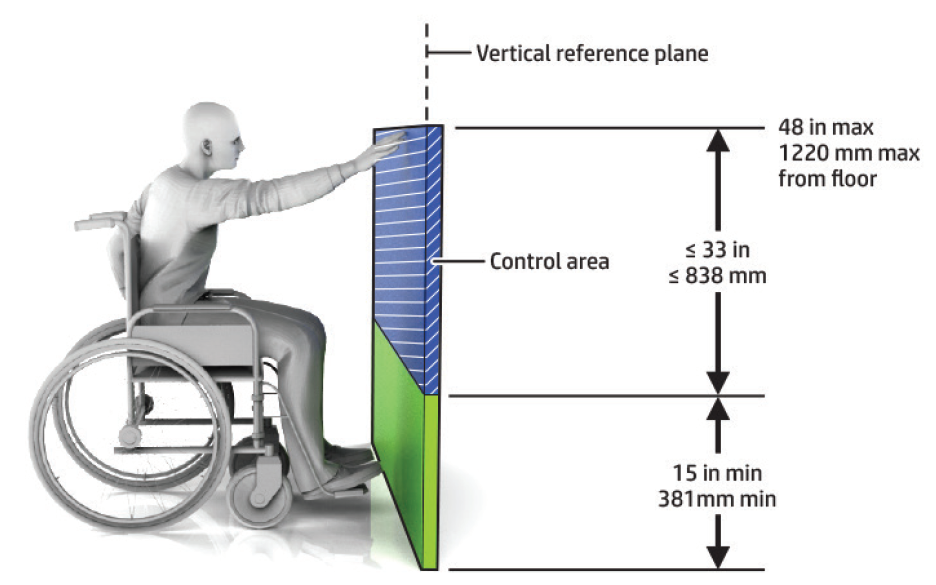 Vertical reference plane
48 in max
1220 mm max
from floor
≤ 33 in
≤ 838 mm
Control area
15 in min
381mm min